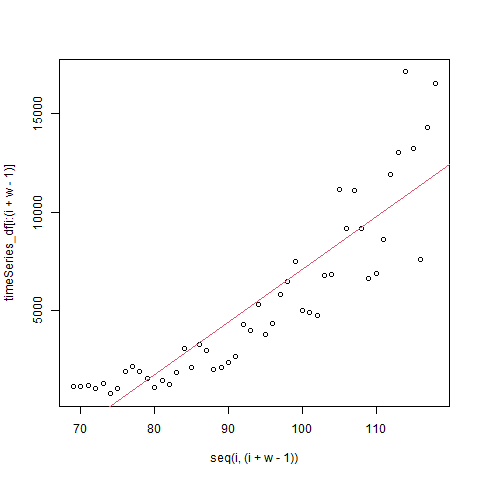 timeSeries_df[i:(i + w - 1)]
15000
10000
5000
70 80 90 100 110
seq(i, (i + w - 1))